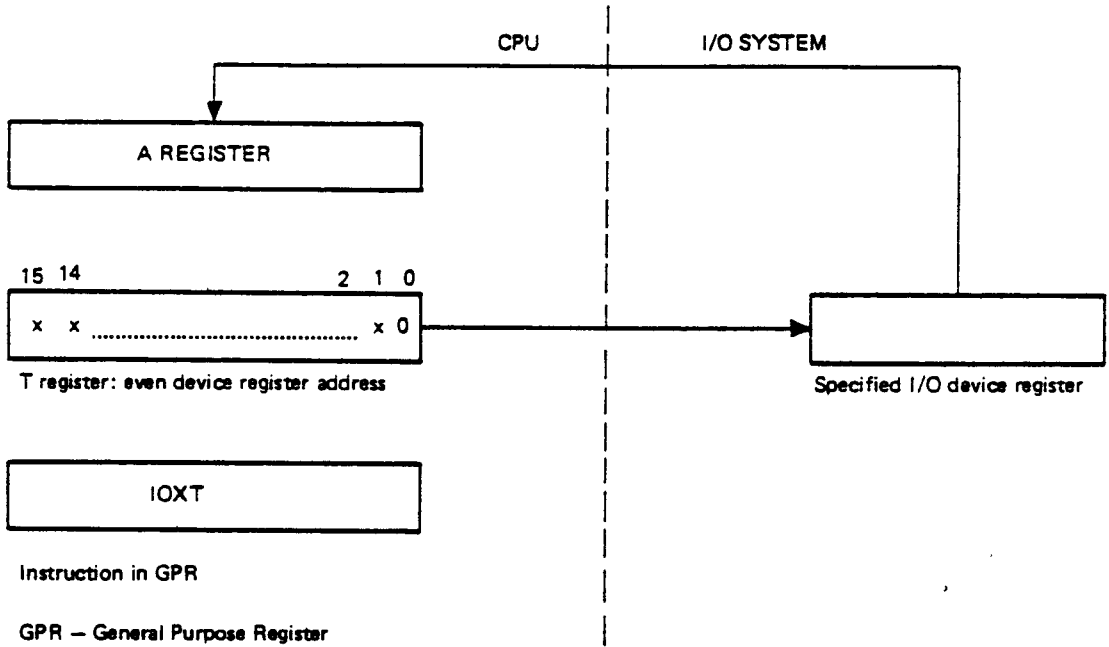 CPU
I/O SYSTEM
A REGISTER
15 14 2 1 0
x x ............................................. x 0
T register: even device register address
Specified I/O device register
IOXT
Instruction in GPR
GPR — General Purpose Register